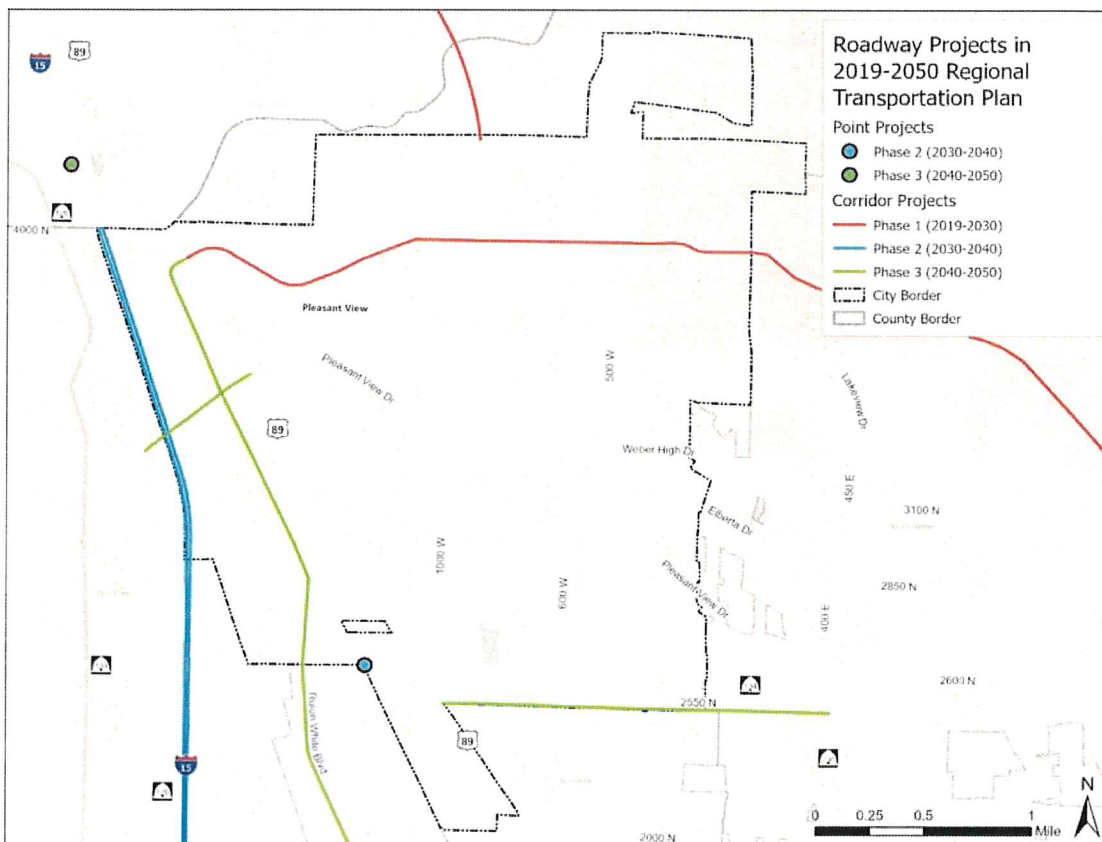 Roadway Projects in
2019-2050 Regional
Transportation Plan
Point Projects
Phase 2 (2030-2040)
Phase 3 (2040-2050)
Corridor Projects
Phase 1 (2019-2030)
Phase 2 (2030-2040)
Phase 3 (2040-2050)
City Border
County Border
89
15
4000 N
Pleasant View
Pleasant View Dr
500 W
Lakeview Dr
89
Weber High Dr
450 E
3100 N
Elberta Dr
1000 W
600 W
Pleasant View Dr
2850 N
400 E
2600 N
2550 N
Rulon White Blvd
89
15
2000 N
N
0 0.25 0.5 1
Mile